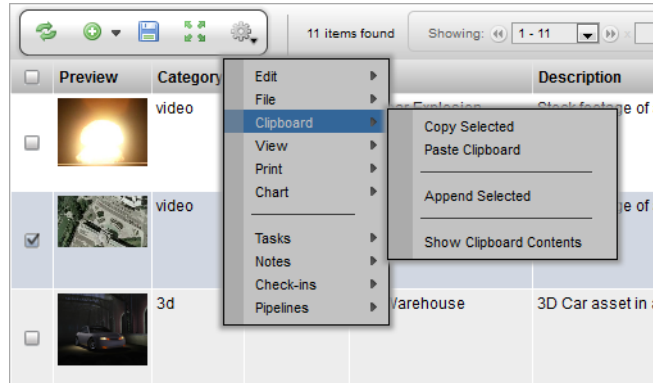 11 items found
Showing:
1 - 11
x
Preview
Category
Description
video
Edit
File
Clipboard
View
Print
Chart
Tasks
Notes
Check-ins
Pipelines
Copy Selected
Paste Clipboard
Append Selected
Show Clipboard Contents
Explosion
Stock footage of
video
e of
3d
Warehouse
3D Car asset in a